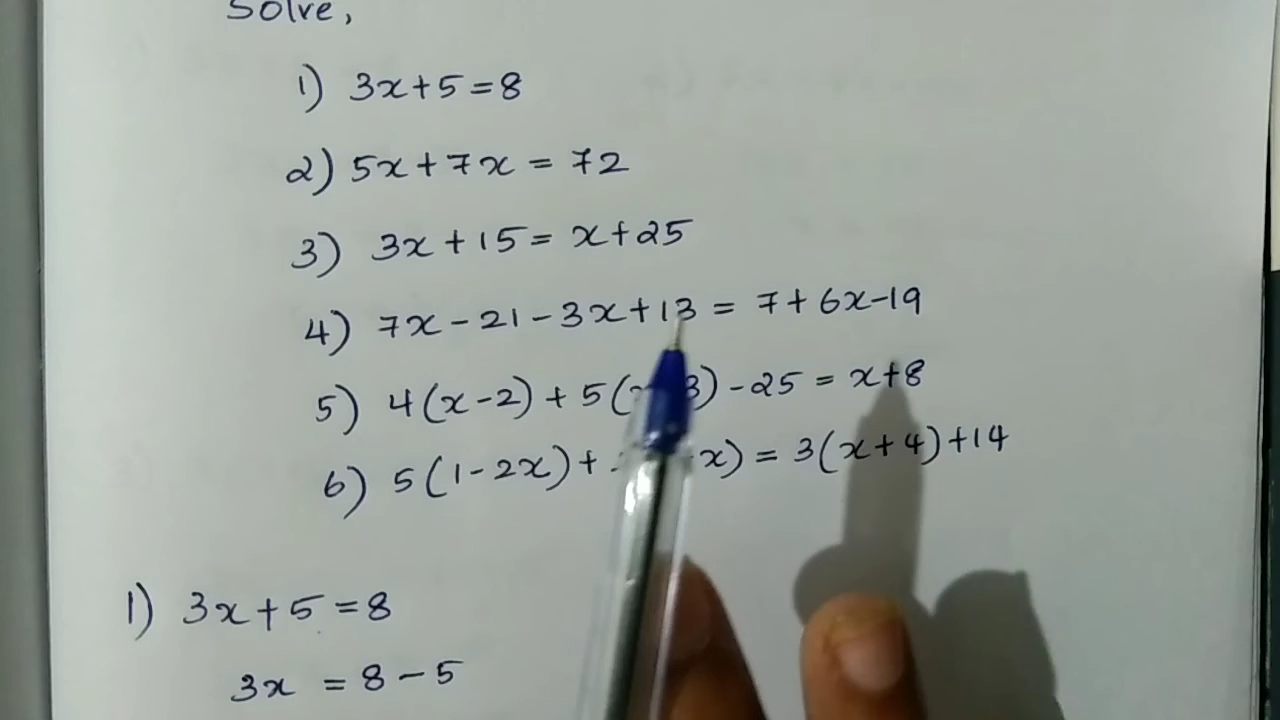 Solve,
1) 3x+5=8
2) 5x+7x = 72
3) 3x+15= x+25
4) 7x-21-3x+13 = 7+6x-19
5) 4(x-2)+5( 3)-25 = x+8
6) 5(1-2x)+ x) = 3(x+4)+14
1) 3x+5=8
3x = 8-5